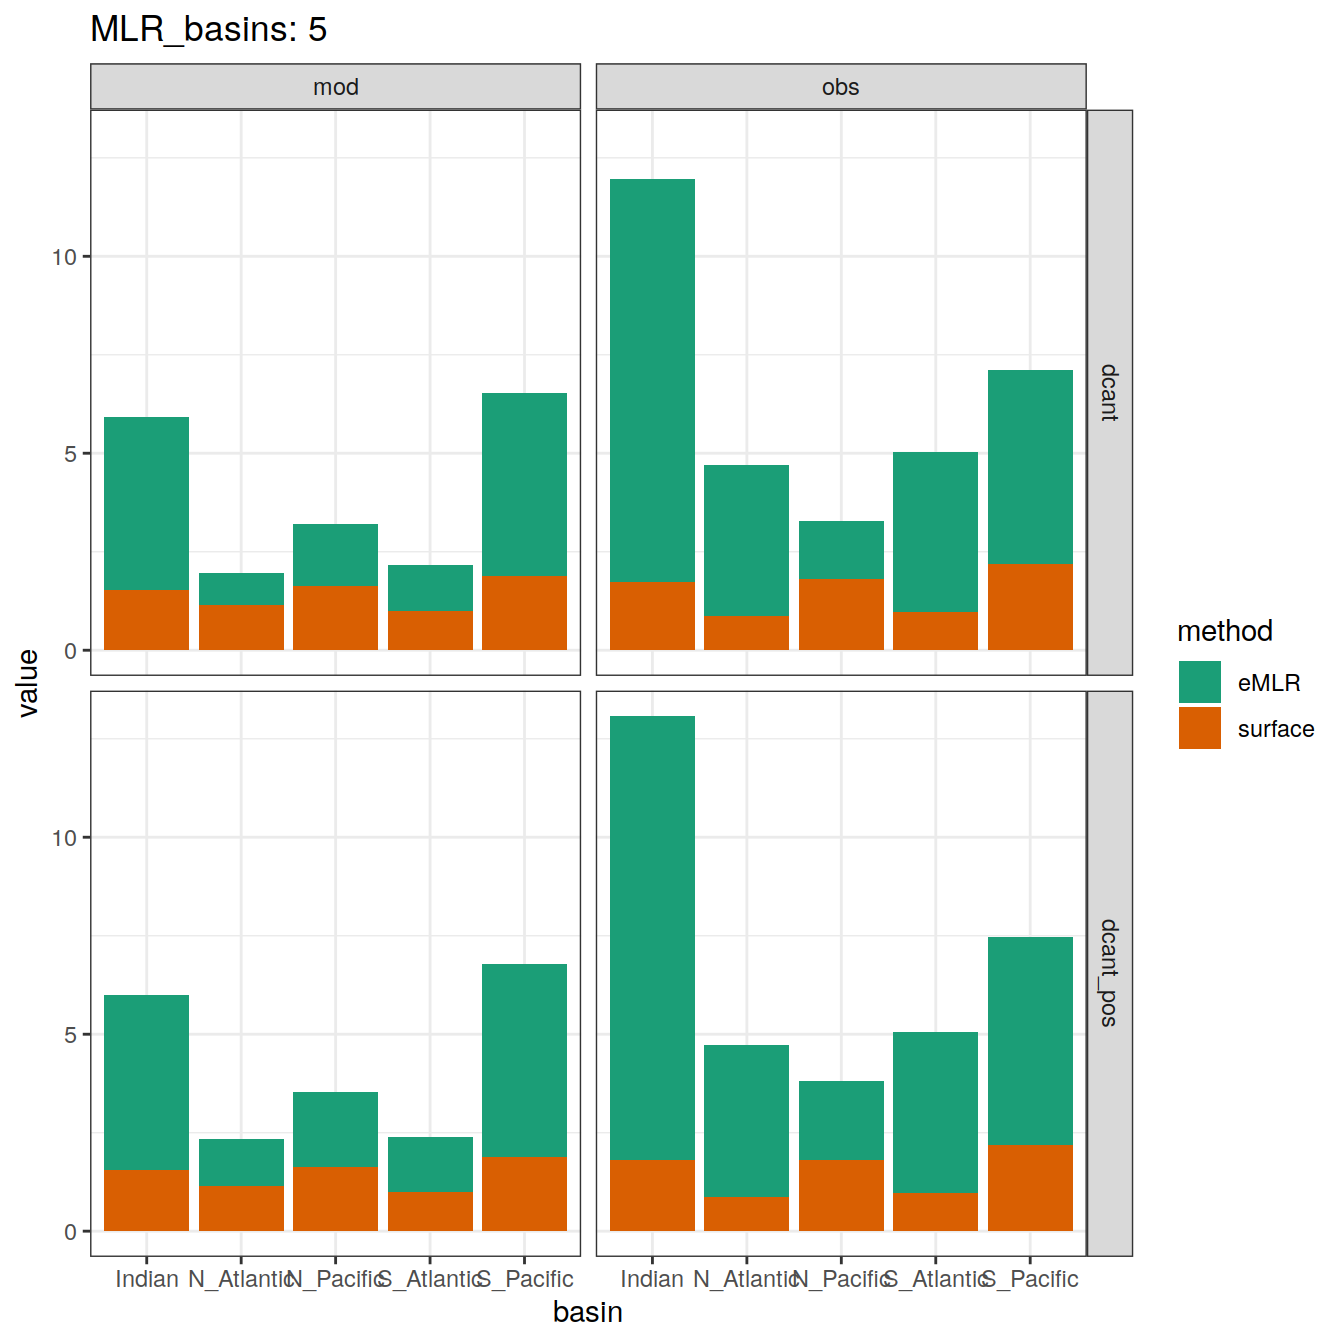 MLR_basins: 5
mod
obs
10
5
0
dcant
value
10
5
0
dcant_pos
method
eMLR
surface
Indian N_Atlantic N_Pacific S_Atlantic S_Pacific
Indian N_Atlantic N_Pacific S_Atlantic S_Pacific
basin